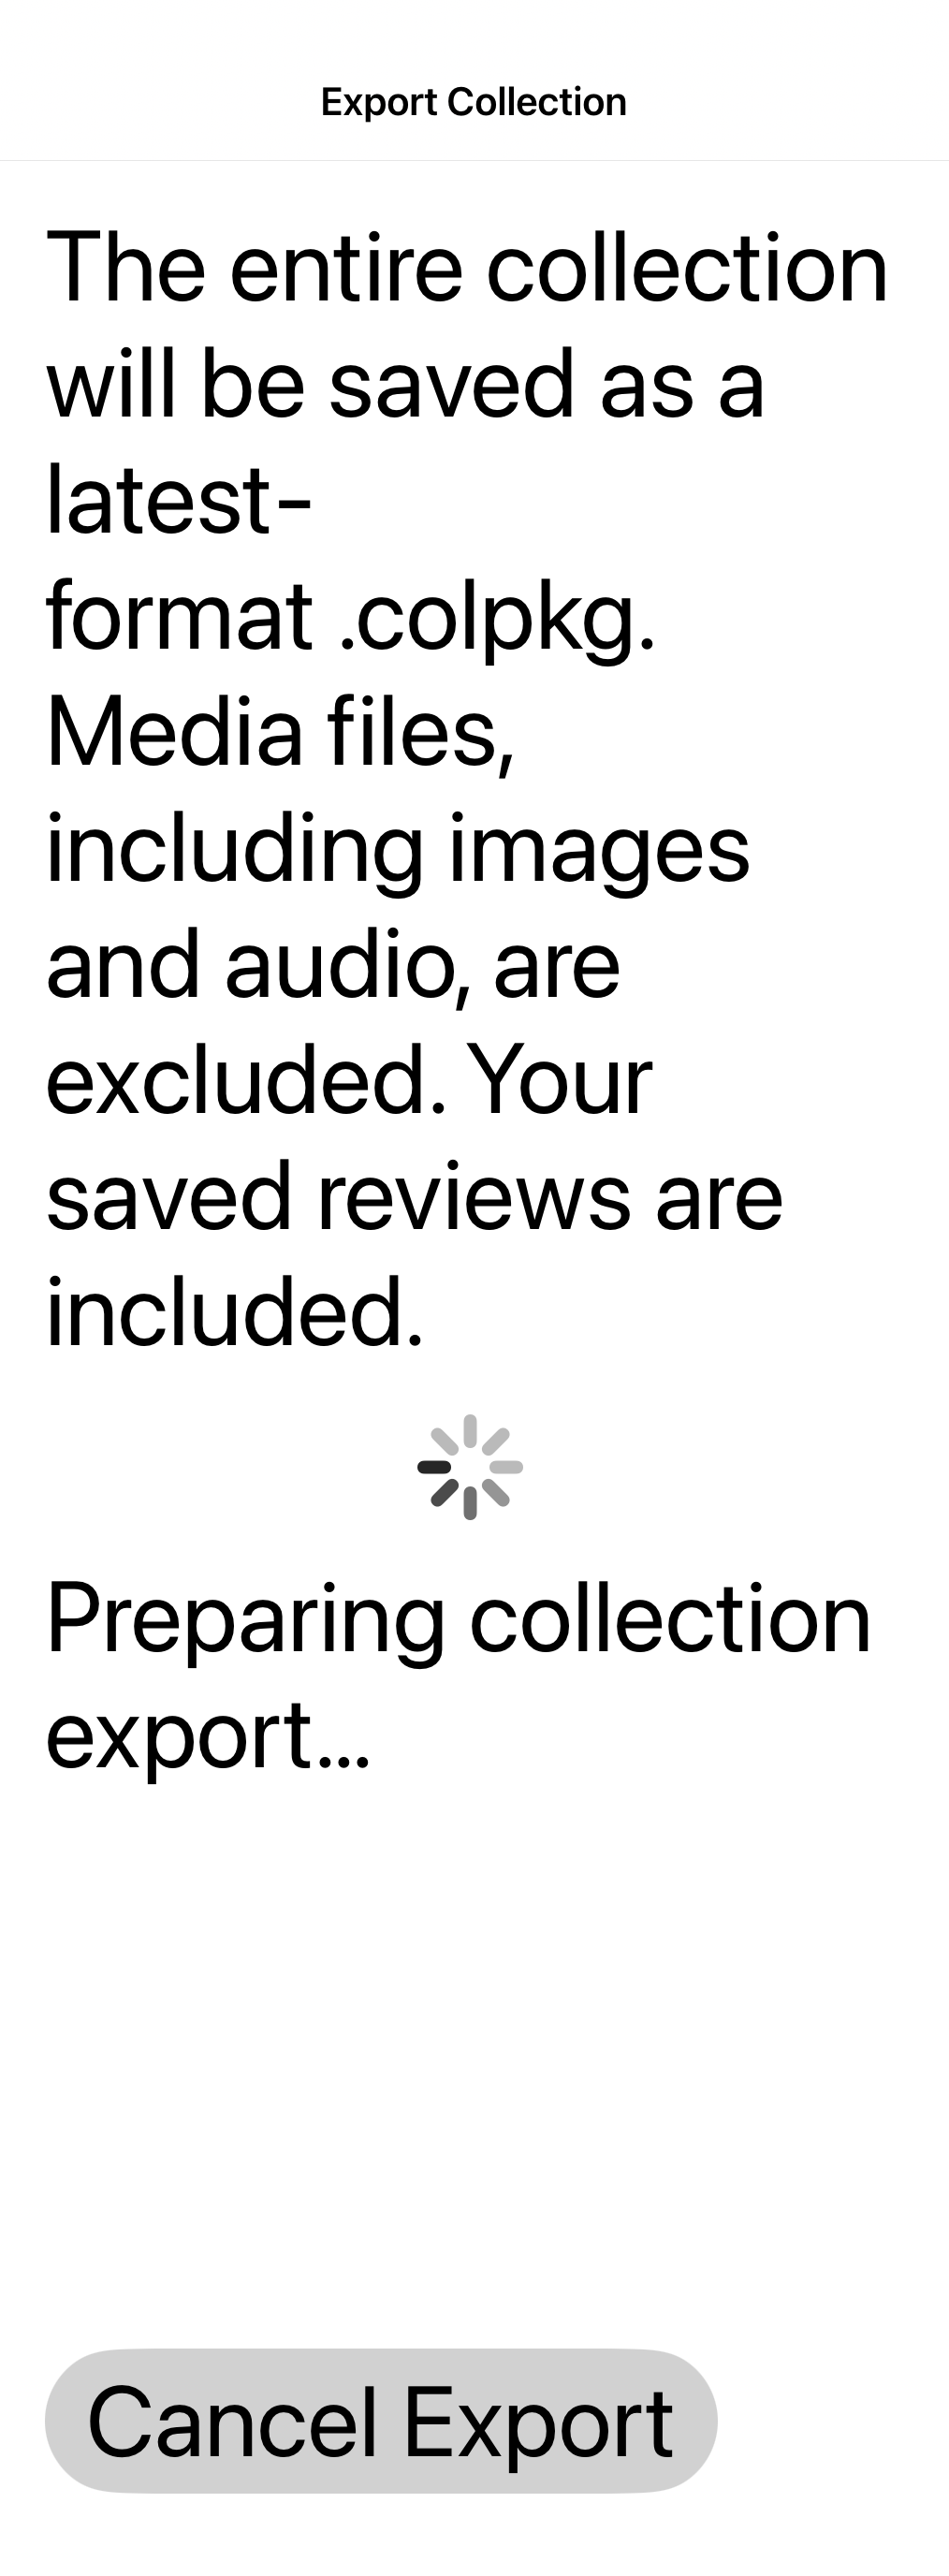 Export Collection
The entire collection
will be saved as a
latest-
format .colpkg.
Media files,
including images
and audio, are
excluded. Your
saved reviews are
included.
Preparing collection
export...
Cancel Export